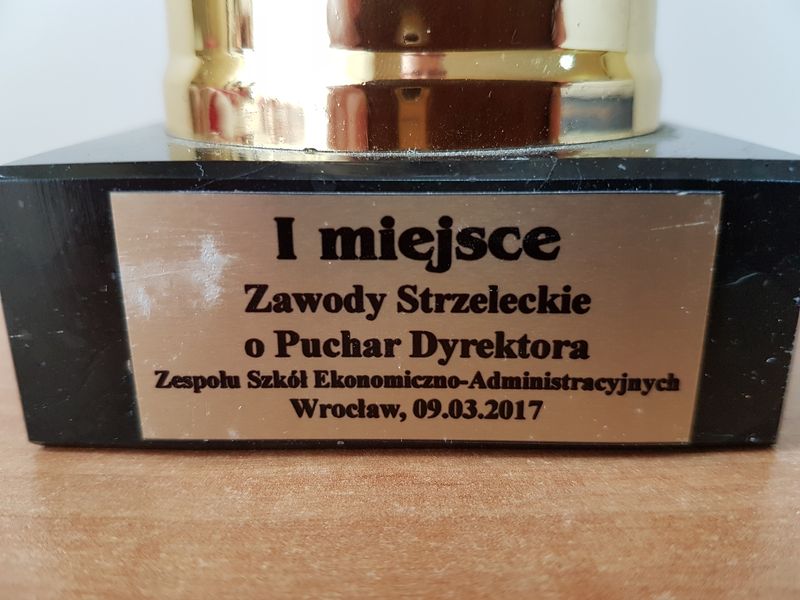 I miejsce
Zawody Strzeleckie
o Puchar Dyrektora
Zespołu Szkół Ekonomiczno-Administracyjnych
Wrocław, 09.03.2017